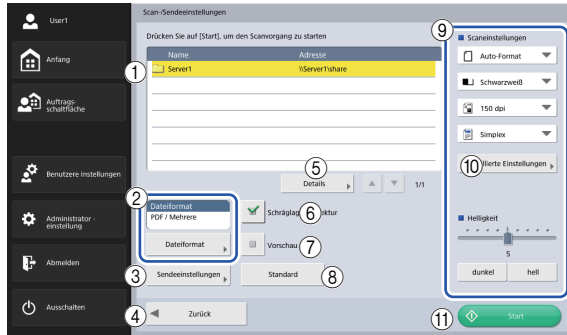 User1
Anfang
Auftrags-
schaltfläche
Benutzere instellungen
Administrator -
einstellung
Abmelden
Ausschalten
Scan-/Sendeeinstellungen
Drücken Sie auf [Start], um den Scanvorgang zu starten
Name Adresse
1
Server1 \\Server1\share
5
Details 1/1
2
Dateiformat
PDF / Mehrere
Dateiformat
6
7
Vorschau
3
Sendeeinstellungen
Standard
8
4
Zurück
9
Scaneinstellungen
Auto-Format
Schwarzweiß
150 dpi
Simplex
10
Einstellungen
Helligkeit
5
dunkel hell
11
Start